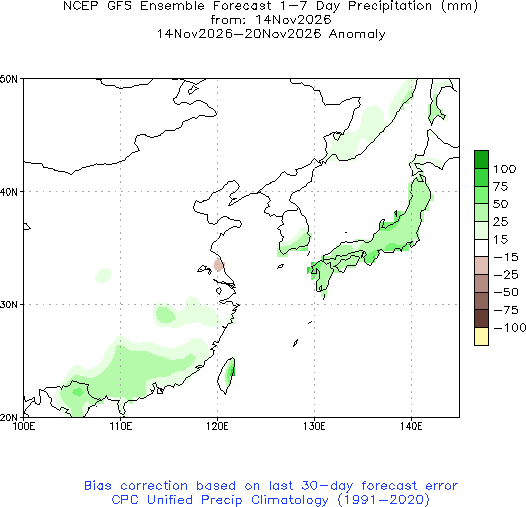 NCEP GFS Ensemble Forecast 1-7 Day Precipitation (mm)
from: 14Nov2026
14Nov2026-20Nov2026 Anomaly
50N
40N
30N
20N
100E 110E 120E 130E 140E
100
75
50
25
15
-15
-25
-50
-75
-100
Bias correction based on last 30-day forecast error
CPC Unified Precip Climatology (1991-2020)